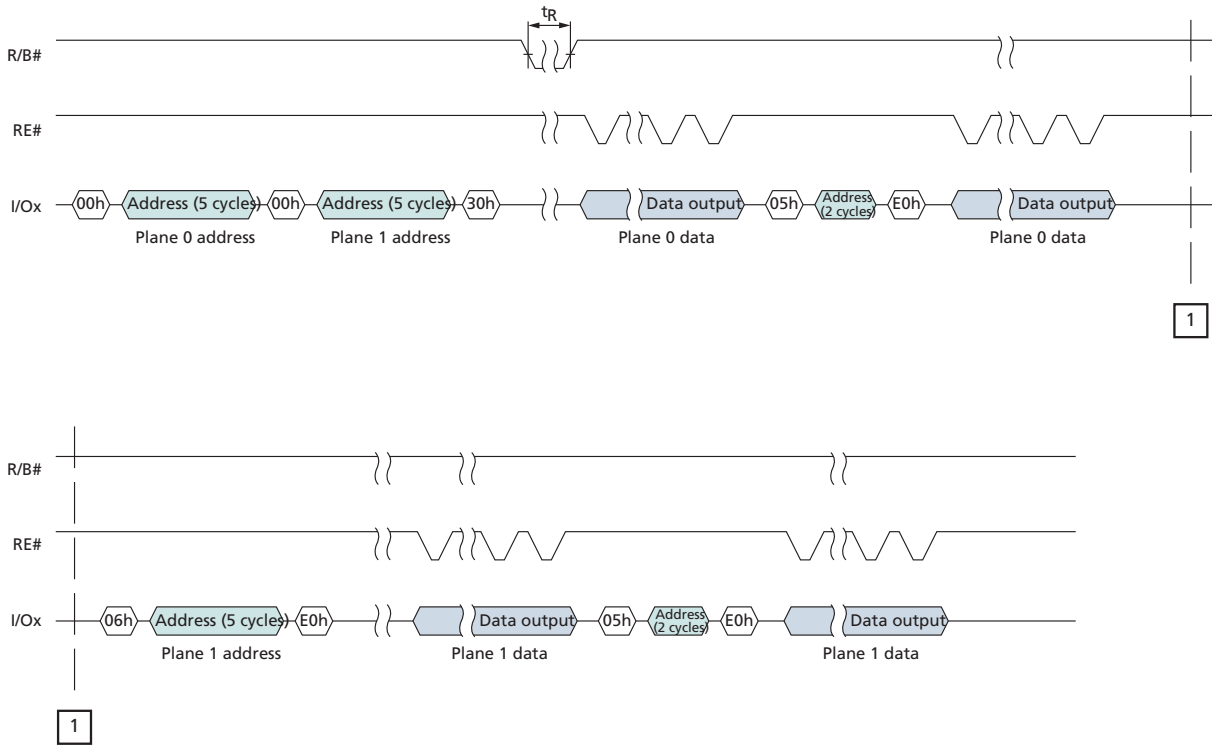 tR
R/B#
RE#
I/Ox 00h Address (5 cycles) 00h Address (5 cycles) 30h Data output 05h Address (2 cycles) E0h Data output
Plane 0 address Plane 1 address Plane 0 data Plane 0 data
1
R/B#
RE#
I/Ox 06h Address (5 cycles) E0h Data output 05h Address (2 cycles) E0h Data output
Plane 1 address Plane 1 data Plane 1 data
1